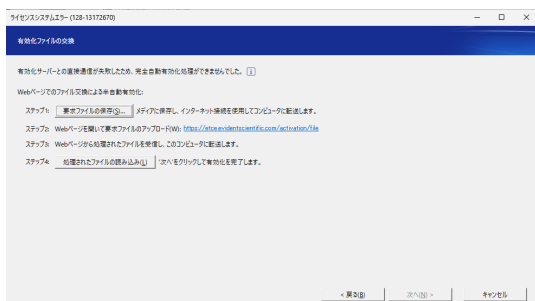 ライセンスシステムエラー (128-13172670)
有効化ファイルの交換
有効化サーバーとの直接通信が失敗したため、完全自動有効化処理ができませんでした。 i
Webページでのファイル交換による半自動有効化:
ステップ1: 要求ファイルの保存(S)... メディアに保存し、インターネット接続を使用してコンピュータに転送します。
ステップ2: Webページを開いて要求ファイルのアップロード(W): https://etce.evidentscientific.com/activation/file
ステップ3: Webページから処理されたファイルを受信し、このコンピュータに転送します。
ステップ4: 処理されたファイルの読み込み(L) '次へ'をクリックして有効化を完了します。
< 戻る(B) 次へ(N) > キャンセル